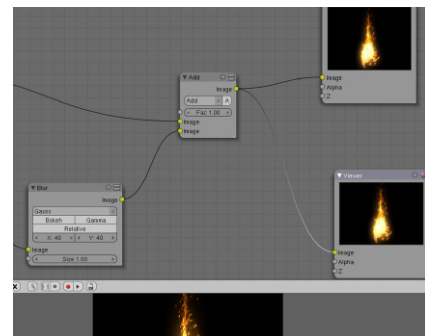 Image
Alpha
Z
Add
Image
Add
Fac 1.00
Image
Image
Viewer
Image
Alpha
Z
Blur
Image
Gauss
Bokeh Gamma
Relative
X: 40 Y: 40
Size 1.00
Image